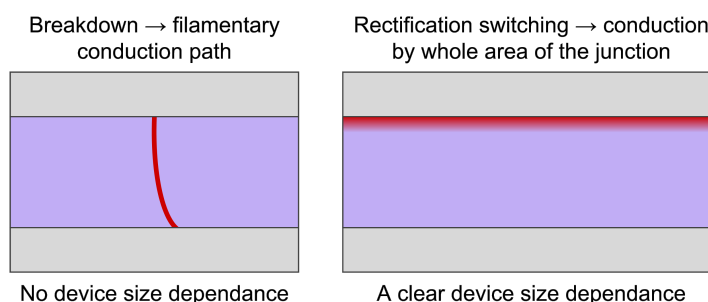 Breakdown → filamentary
conduction path
Rectification switching → conduction
by whole area of the junction
No device size dependance
A clear device size dependance